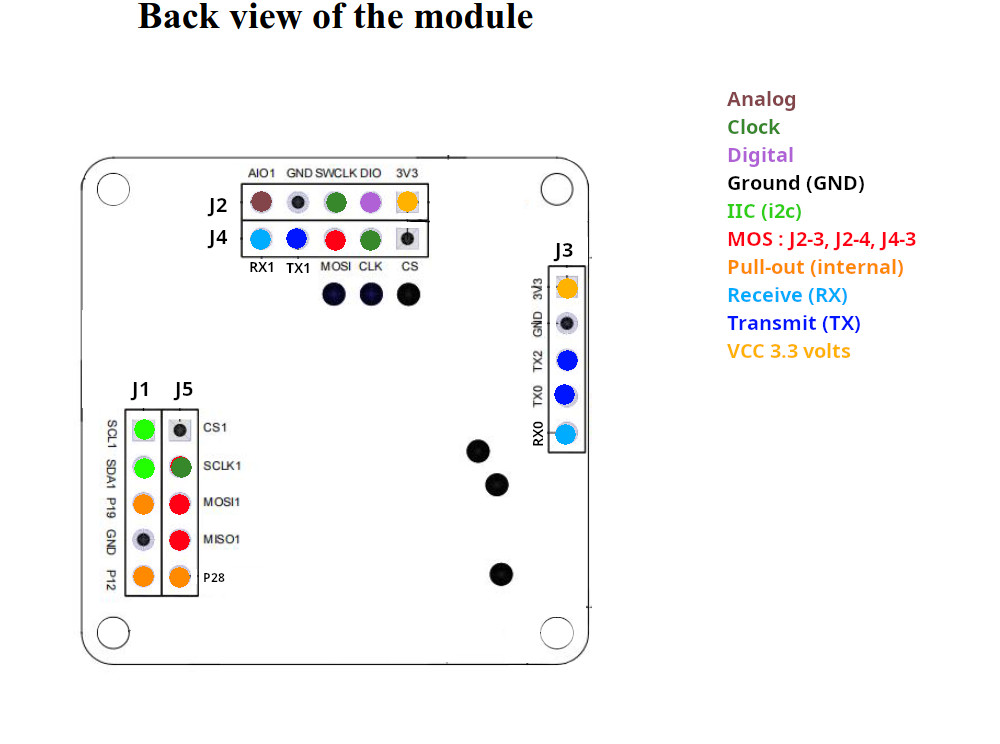 Back view of the module
Analog
Clock
Digital
Ground (GND)
IIC (i2c)
MOS : J2-3, J2-4, J4-3
Pull-out (internal)
Receive (RX)
Transmit (TX)
VCC 3.3 volts
AIO1 GND SWCLK DIO 3V3
J2
J4
RX1 TX1 MOSI CLK CS
J3
3V3
GND
TX2
TX0
RX0
J1 J5
SCL1 CS1
SDA1 SCLK1
P19 MOSI1
GND MISO1
P12 P28